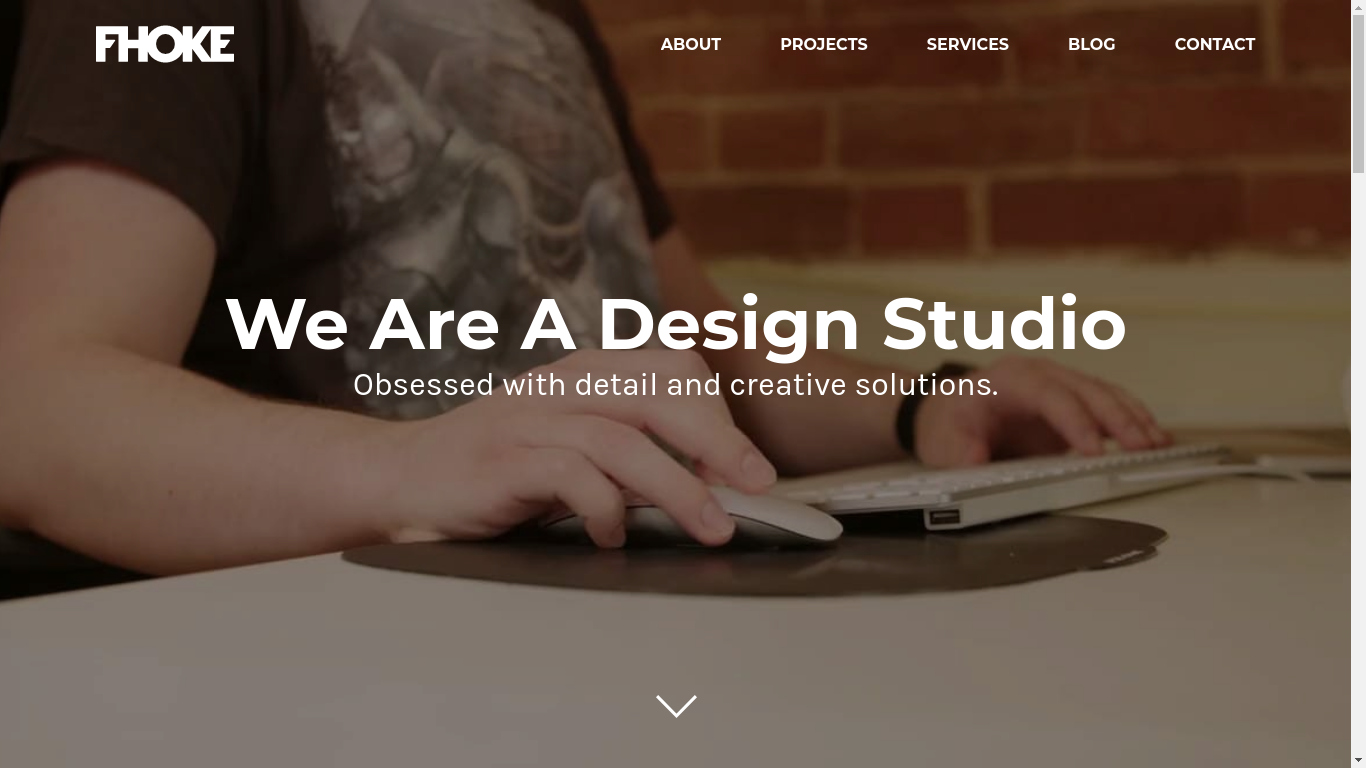 FHOKE
ABOUT PROJECTS SERVICES BLOG CONTACT
We Are A Design Studio
Obsessed with detail and creative solutions.